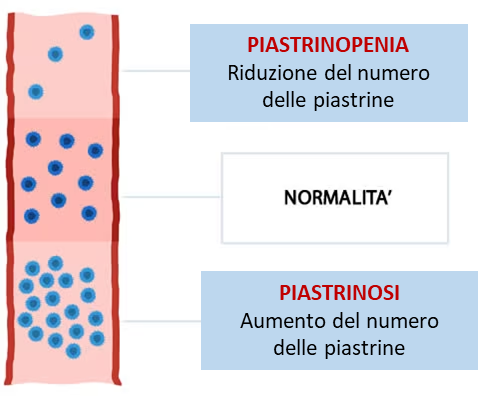 PIASTRINOPENIA
Riduzione del numero
delle piastrine
NORMALITA’
PIASTRINOSI
Aumento del numero
delle piastrine